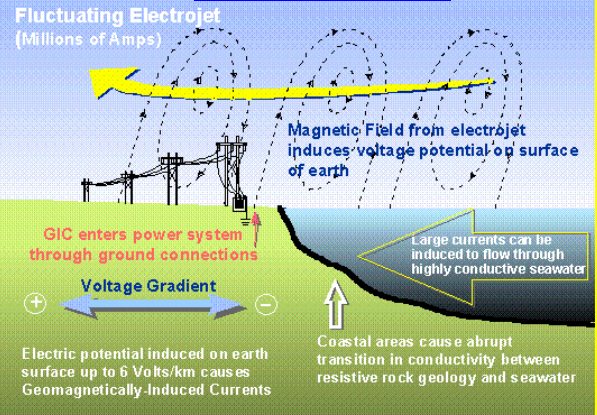 Fluctuating Electrojet
(Millions of Amps)
Magnetic Field from electrojet
induces voltage potential on surface
of earth
GIC enters power system
through ground connections
Large currents can be
induced to flow through
highly conductive seawater
Voltage Gradient
+
−
Electric potential induced on earth
surface up to 6 Volts/km causes
Geomagnetically-Induced Currents
Coastal areas cause abrupt
transition in conductivity between
resistive rock geology and seawater